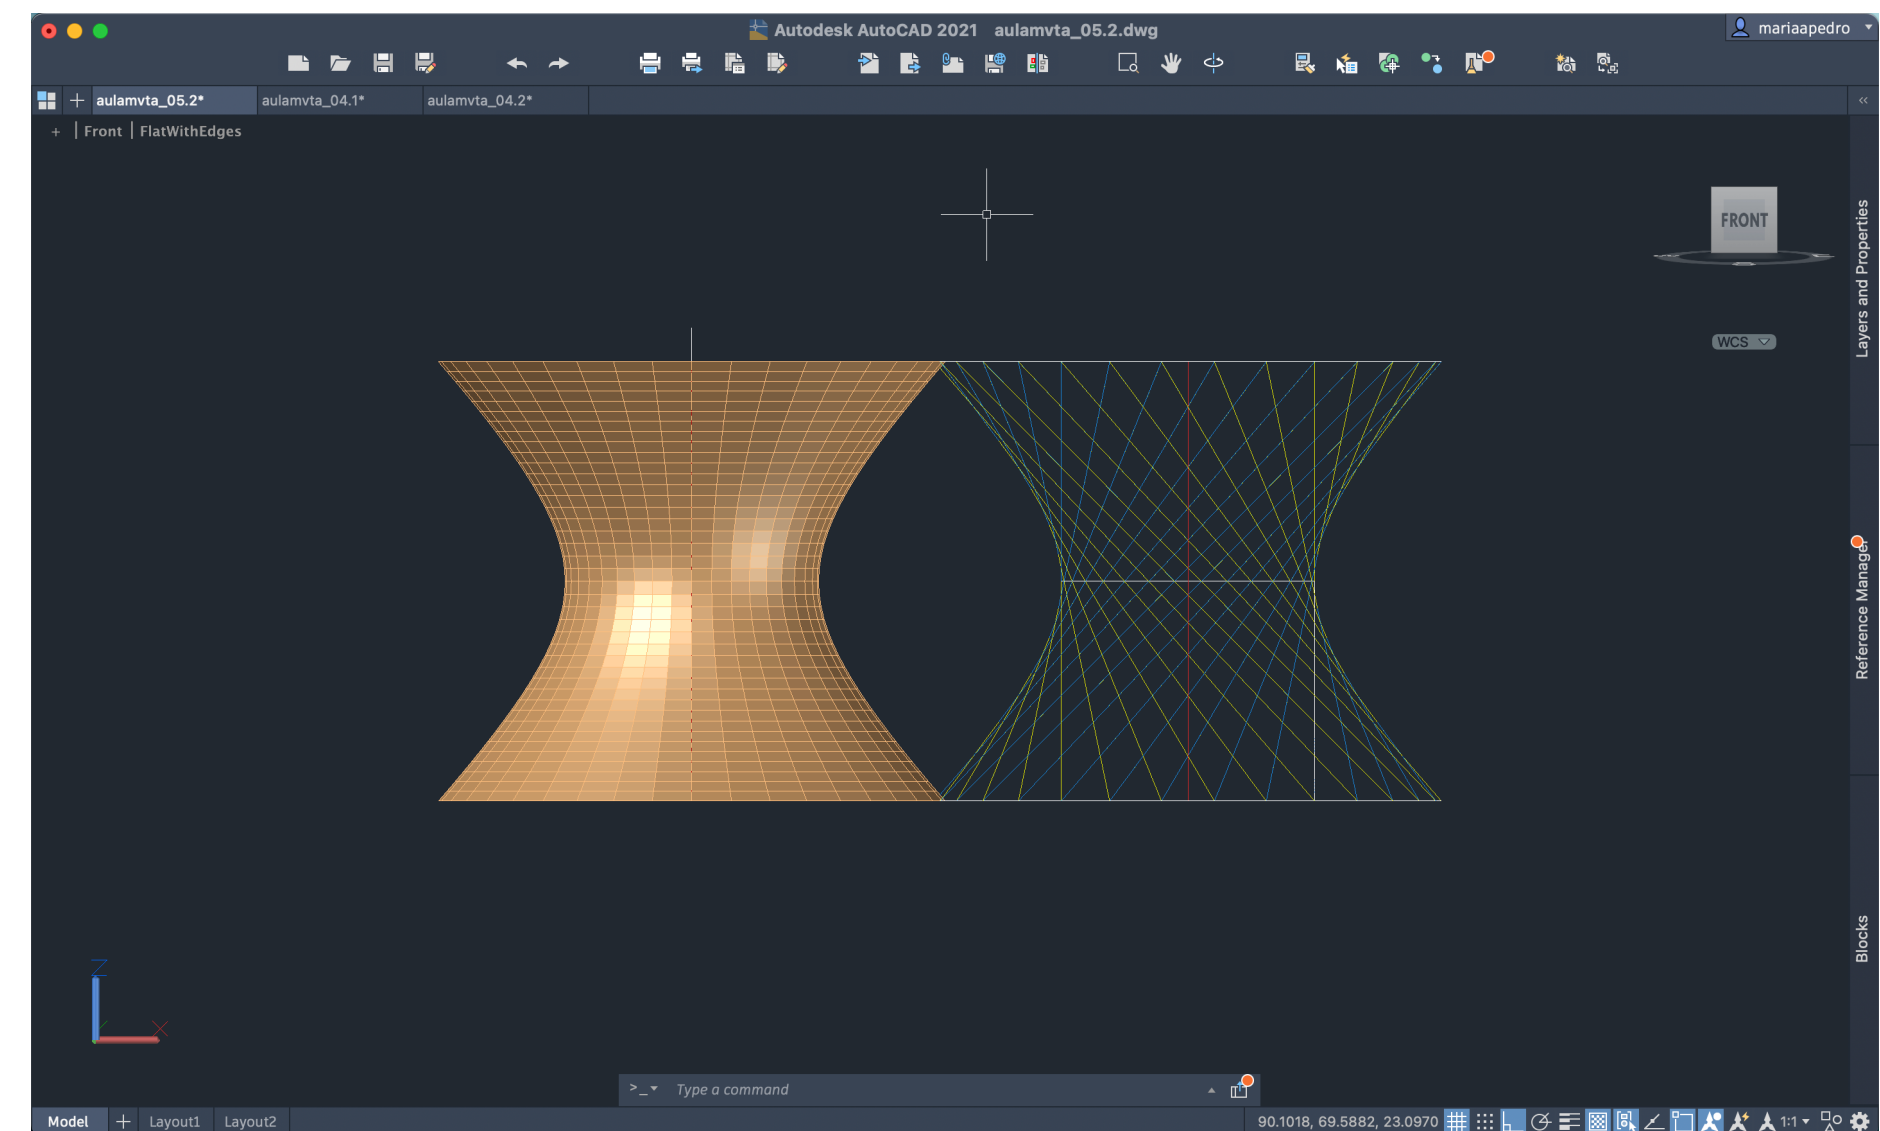 Autodesk AutoCAD 2021 aulamvta_05.2.dwg
mariaapedro
aulamvta_05.2*
aulamvta_04.1*
aulamvta_04.2*
+ | Front | FlatWithEdges
FRONT
WCS
Layers and Properties
Reference Manager
Blocks
Z
X
>_ Type a command
Model
Layout1
Layout2
90.1018, 69.5882, 23.0970
1:1